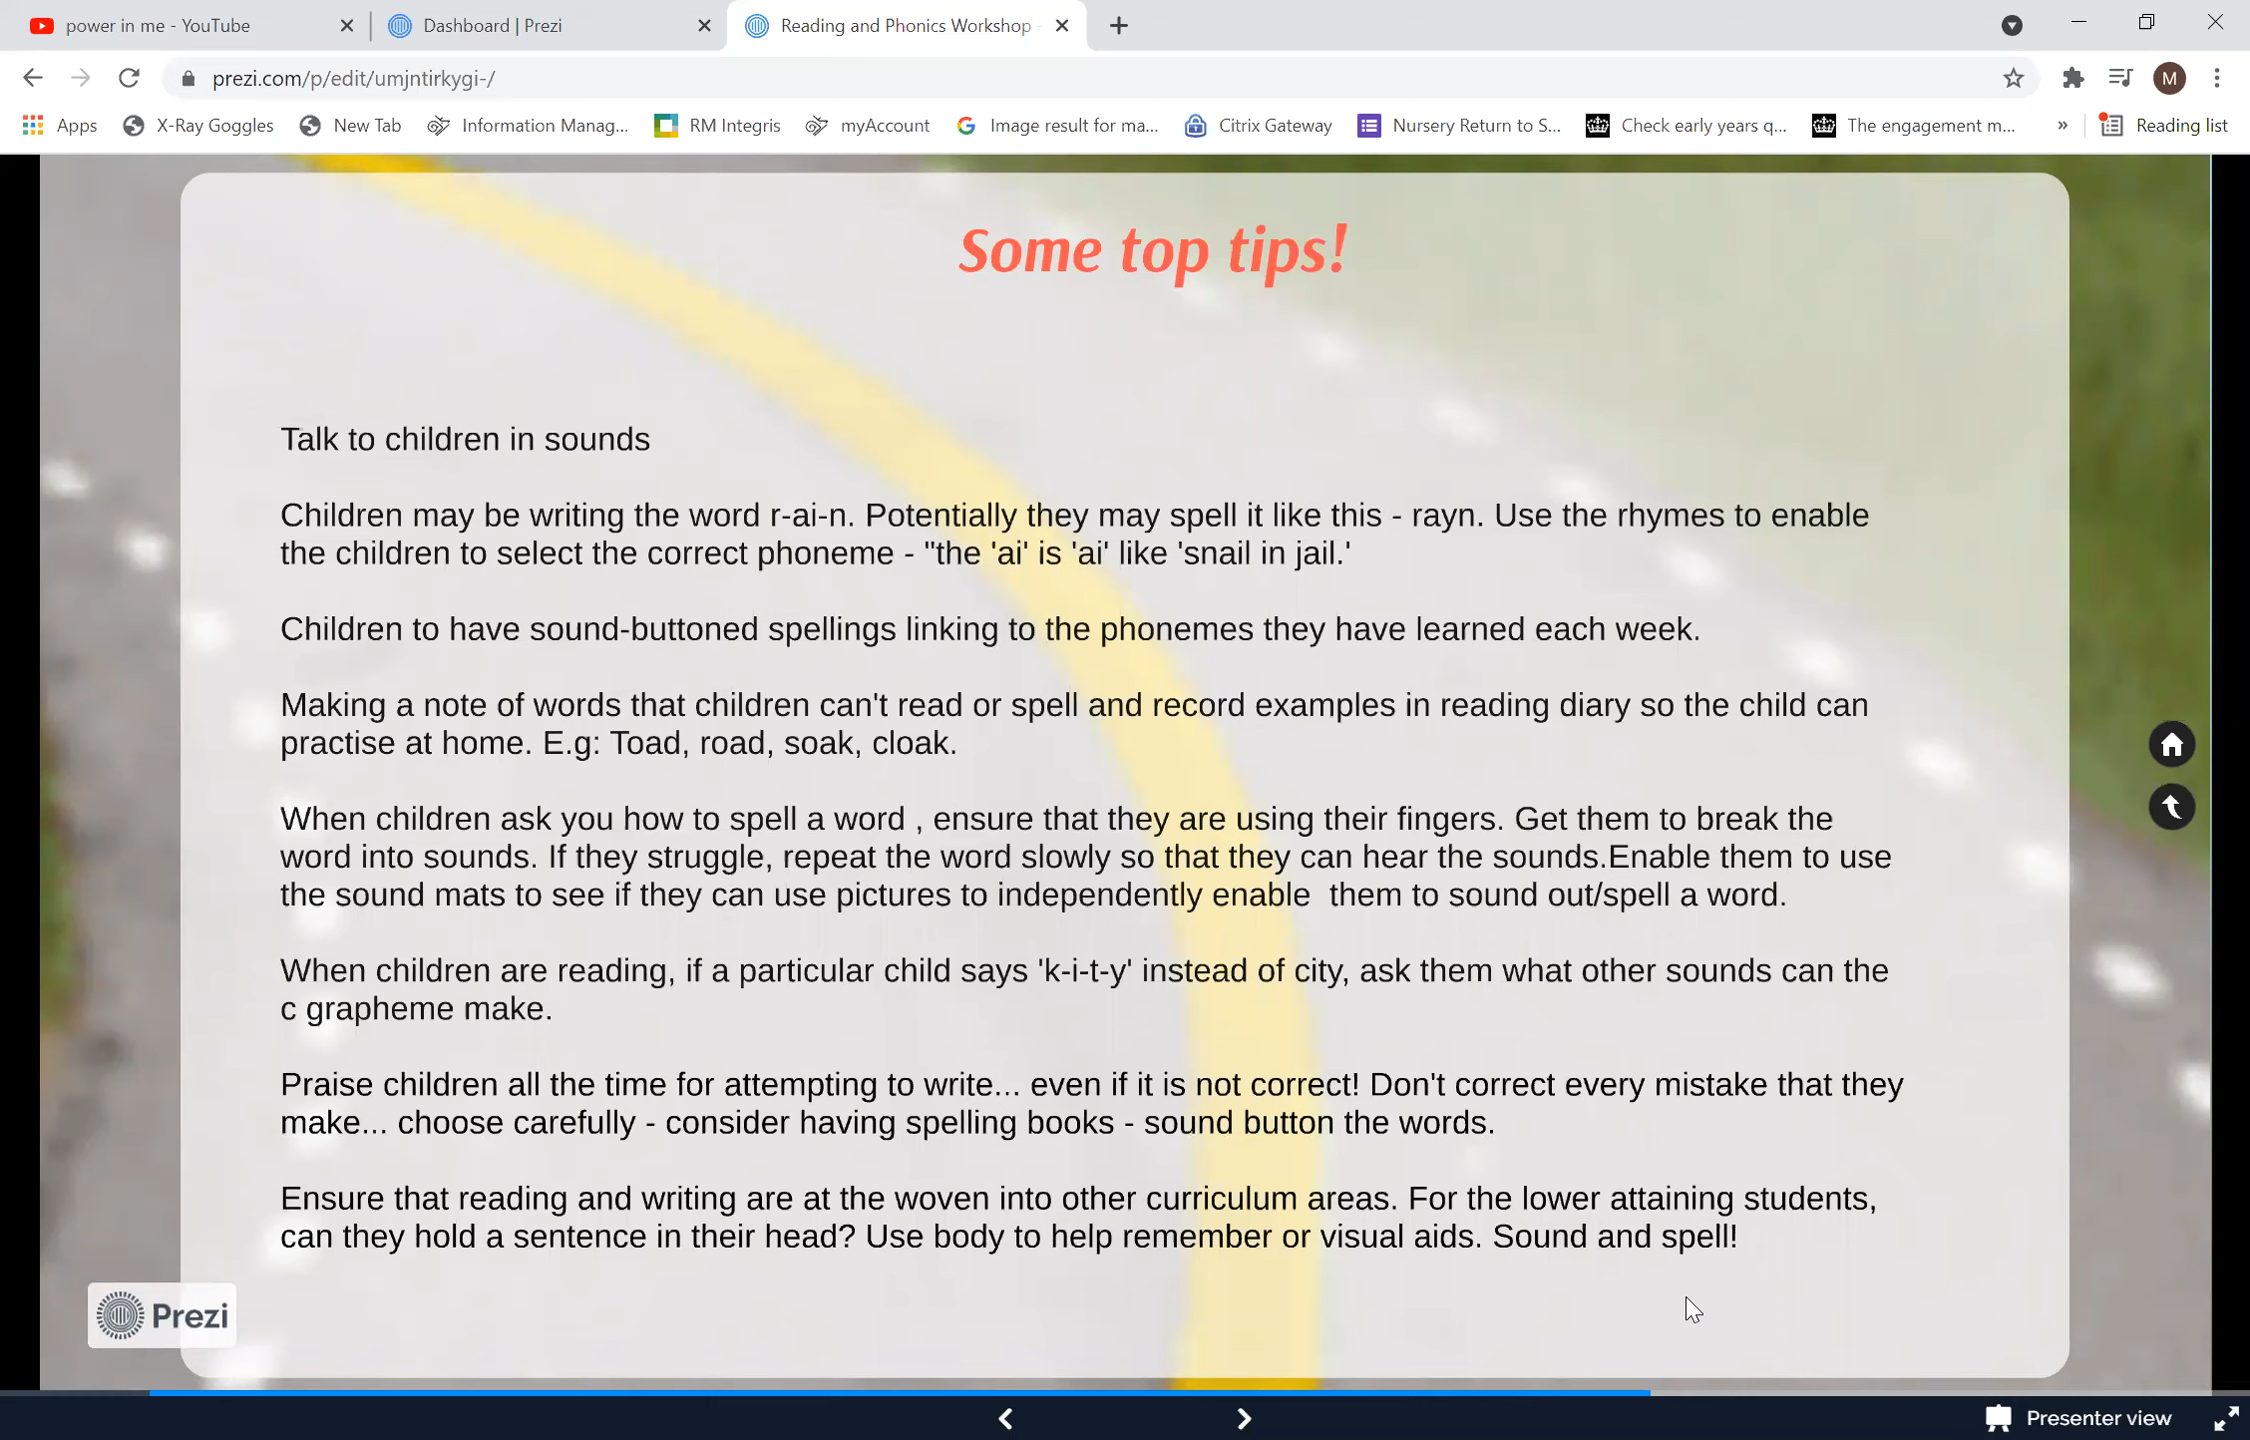 power in me - YouTube
Dashboard | Prezi
Reading and Phonics Workshop -
prezi.com/p/edit/umjntirkygi-/
M
Apps
X-Ray Goggles
New Tab
Information Manag...
RM Integris
myAccount
Image result for ma...
Citrix Gateway
Nursery Return to S...
Check early years q...
The engagement m...
»
Reading list
Some top tips!
Talk to children in sounds
Children may be writing the word r-ai-n. Potentially they may spell it like this - rayn. Use the rhymes to enable
the children to select the correct phoneme - "the 'ai' is 'ai' like 'snail in jail.'
Children to have sound-buttoned spellings linking to the phonemes they have learned each week.
Making a note of words that children can't read or spell and record examples in reading diary so the child can
practise at home. E.g: Toad, road, soak, cloak.
When children ask you how to spell a word , ensure that they are using their fingers. Get them to break the
word into sounds. If they struggle, repeat the word slowly so that they can hear the sounds.Enable them to use
the sound mats to see if they can use pictures to independently enable  them to sound out/spell a word.
When children are reading, if a particular child says 'k-i-t-y' instead of city, ask them what other sounds can the
c grapheme make.
Praise children all the time for attempting to write... even if it is not correct! Don't correct every mistake that they
make... choose carefully - consider having spelling books - sound button the words.
Ensure that reading and writing are at the woven into other curriculum areas. For the lower attaining students,
can they hold a sentence in their head? Use body to help remember or visual aids. Sound and spell!
Prezi
Presenter view